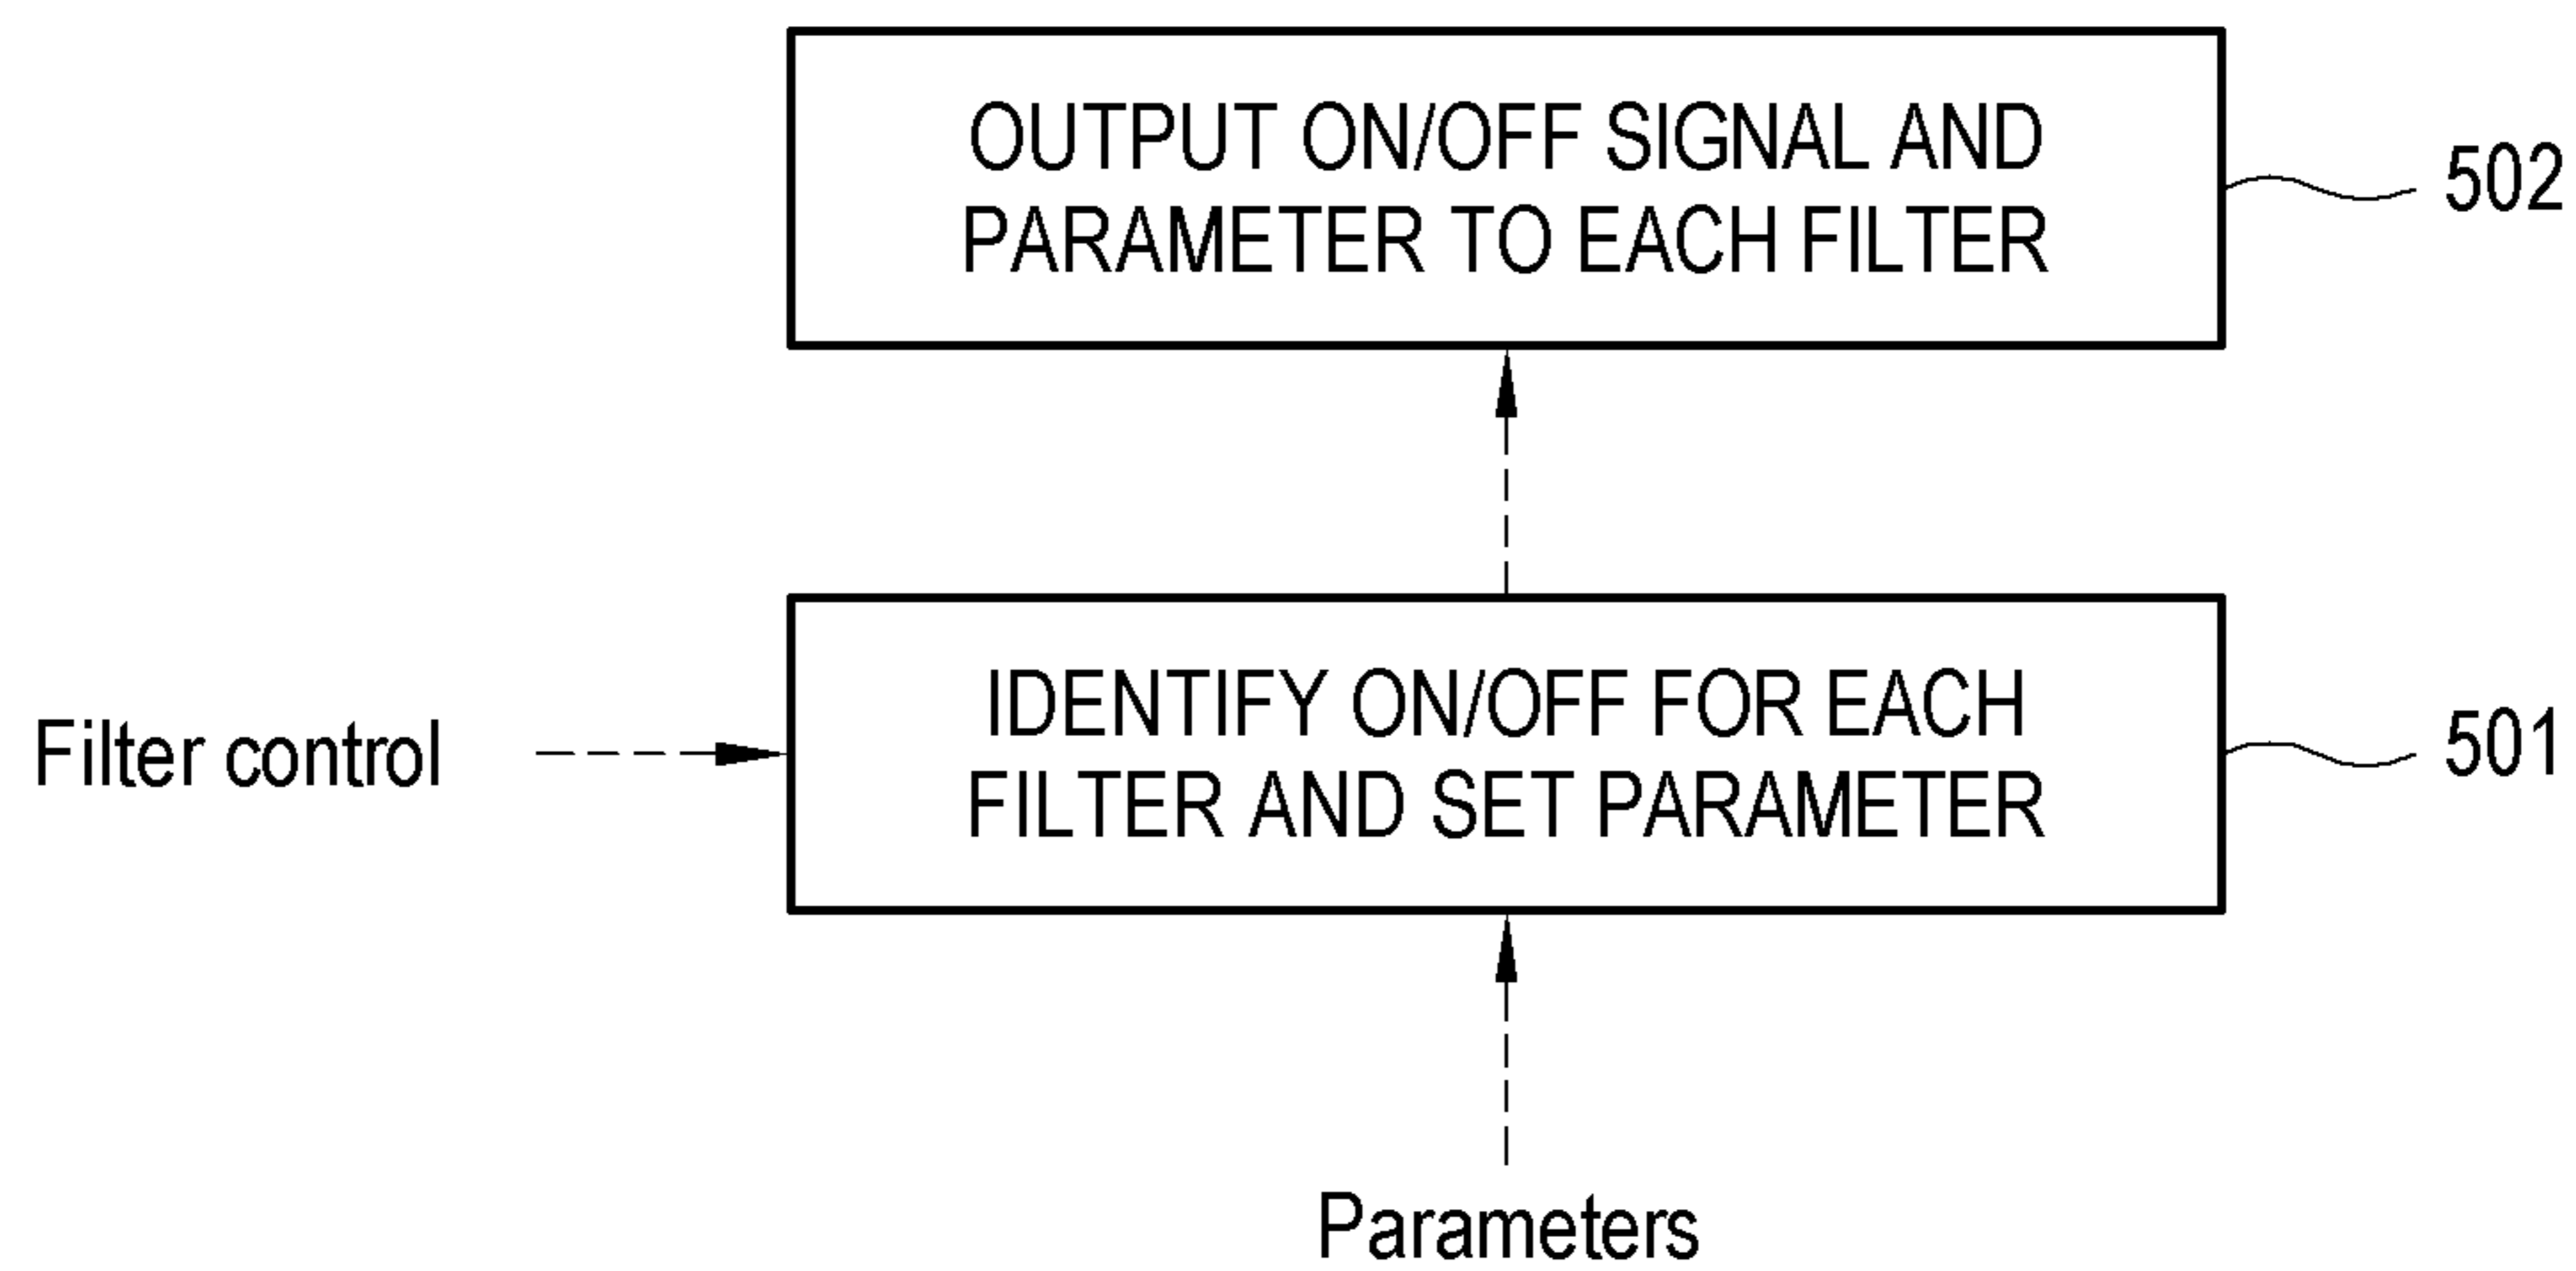 OUTPUT ON/OFF SIGNAL AND
PARAMETER TO EACH FILTER
502
IDENTIFY ON/OFF FOR EACH
FILTER AND SET PARAMETER
Filter control
501
Parameters